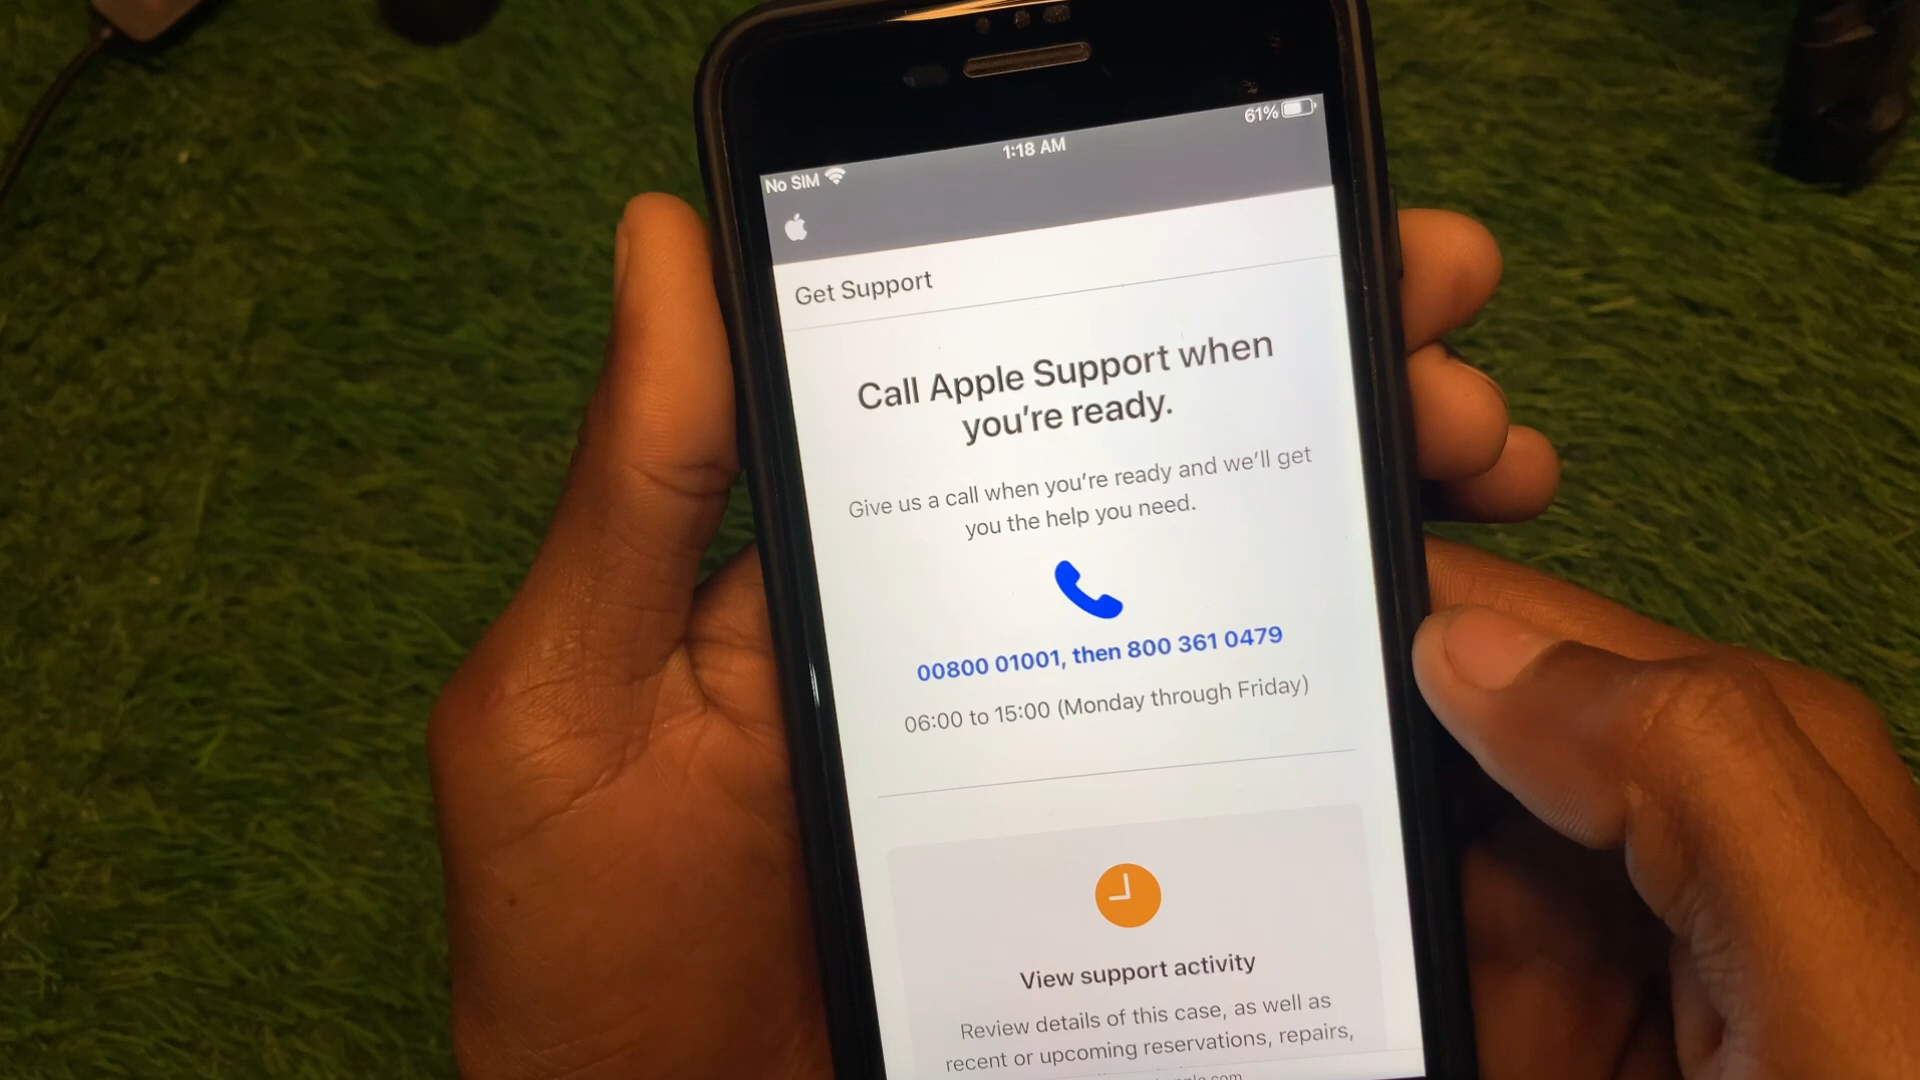 61%
1:18 AM
No SIM
Get Support
Call Apple Support when
you're ready.
Give us a call when you're ready and we'll get
you the help you need.
00800 01001, then 800 361 0479
06:00 to 15:00 (Monday through Friday)
View support activity
Review details of this case, as well as
recent or upcoming reservations, repairs,